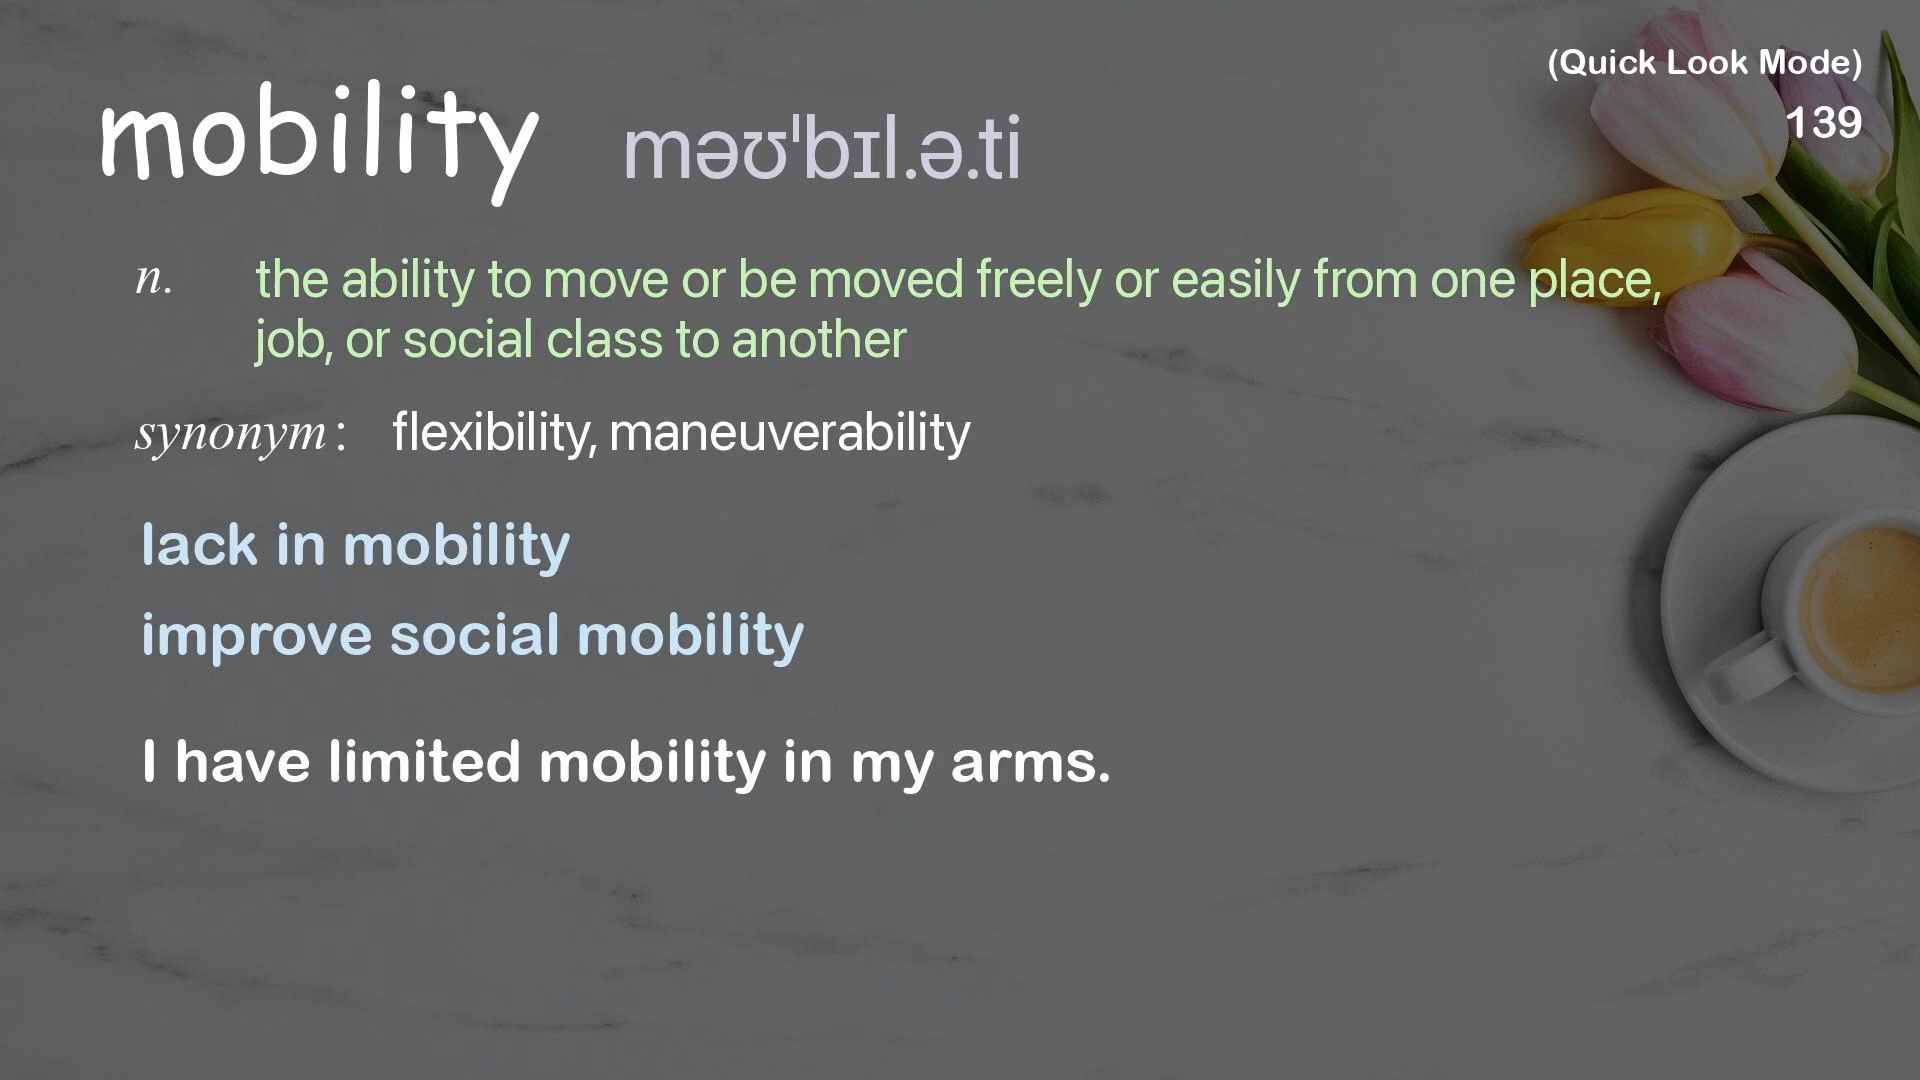 (Quick Look Mode)
139
mobility məʊˈbɪl.ə.ti
n. the ability to move or be moved freely or easily from one place,
job, or social class to another
synonym: flexibility, maneuverability
lack in mobility
improve social mobility
I have limited mobility in my arms.